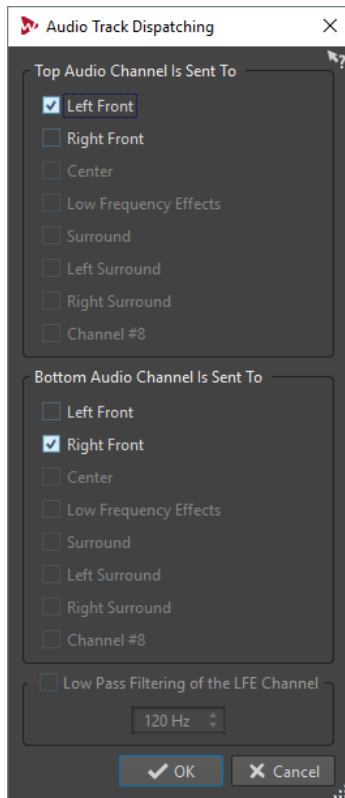 Audio Track Dispatching
Top Audio Channel Is Sent To
Left Front
Right Front
Center
Low Frequency Effects
Surround
Left Surround
Right Surround
Channel #8
Bottom Audio Channel Is Sent To
Left Front
Right Front
Center
Low Frequency Effects
Surround
Left Surround
Right Surround
Channel #8
Low Pass Filtering of the LFE Channel
120 Hz
OK
Cancel